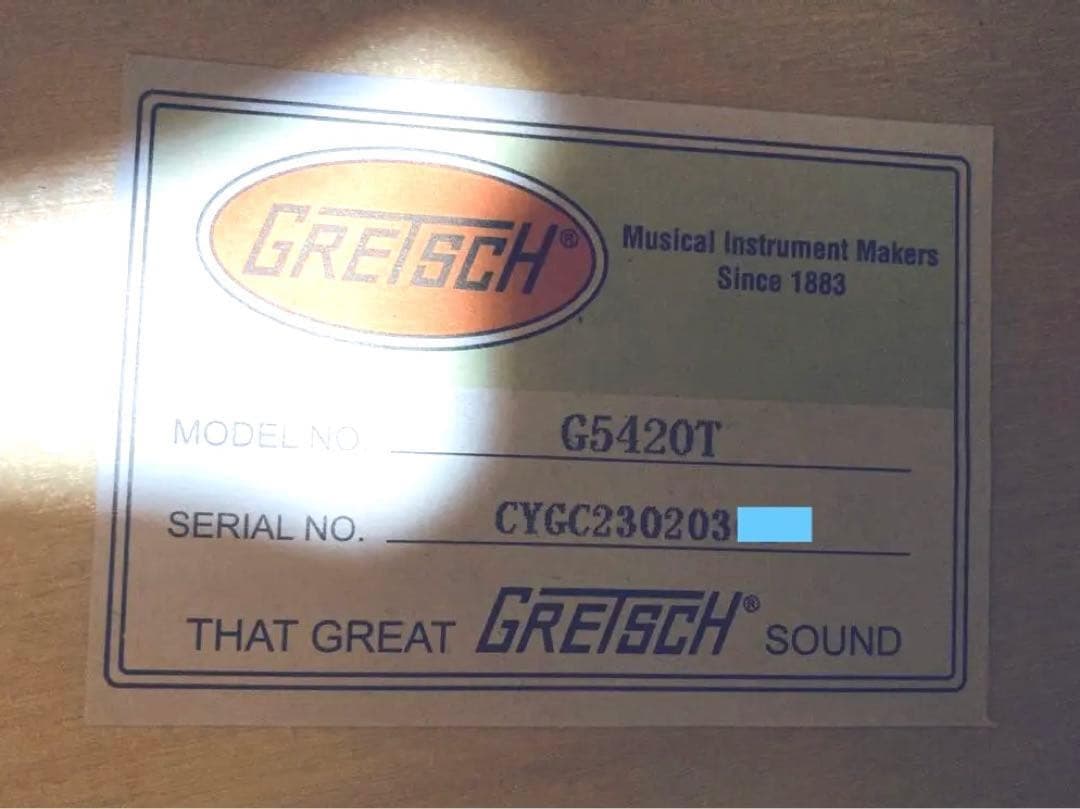 GRETSCH®
Musical Instrument Makers
Since 1883
MODEL NO. G5420T
SERIAL NO. CYGC230203
THAT GREAT GRETSCH® SOUND